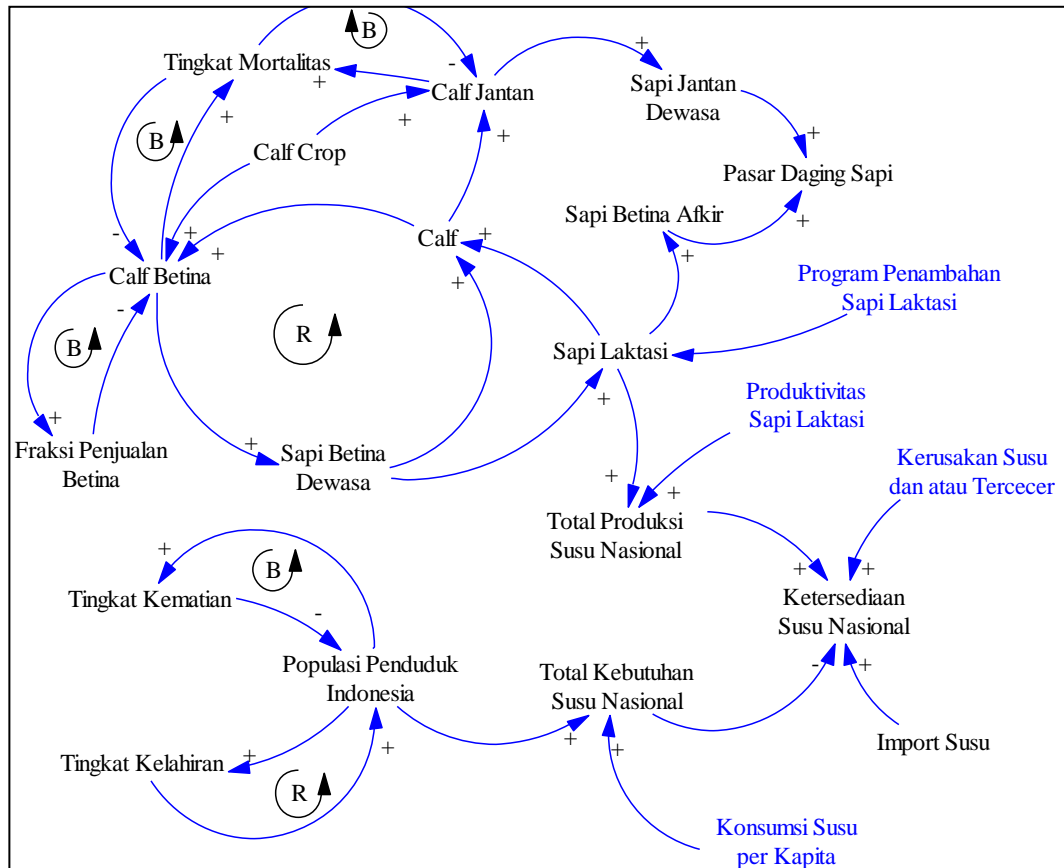 B
Tingkat Mortalitas
-
+
+
Calf Jantan
+
+
+
Sapi Jantan
Dewasa
+
Pasar Daging Sapi
+
B
Calf Crop
Sapi Betina Afkir
+
Calf
+
+
-
+
+
Calf Betina
-
B
+
Fraksi Penjualan
Betina
R
Program Penambahan
Sapi Laktasi
Sapi Laktasi
+
Produktivitas
Sapi Laktasi
+
Sapi Betina
Dewasa
Kerusakan Susu
dan atau Tercecer
+
+
Total Produksi
Susu Nasional
+
+
Ketersediaan
Susu Nasional
-
+
+
B
Tingkat Kematian
-
Populasi Penduduk
Indonesia
Total Kebutuhan
Susu Nasional
+
+
Import Susu
+
+
Tingkat Kelahiran
R
Konsumsi Susu
per Kapita